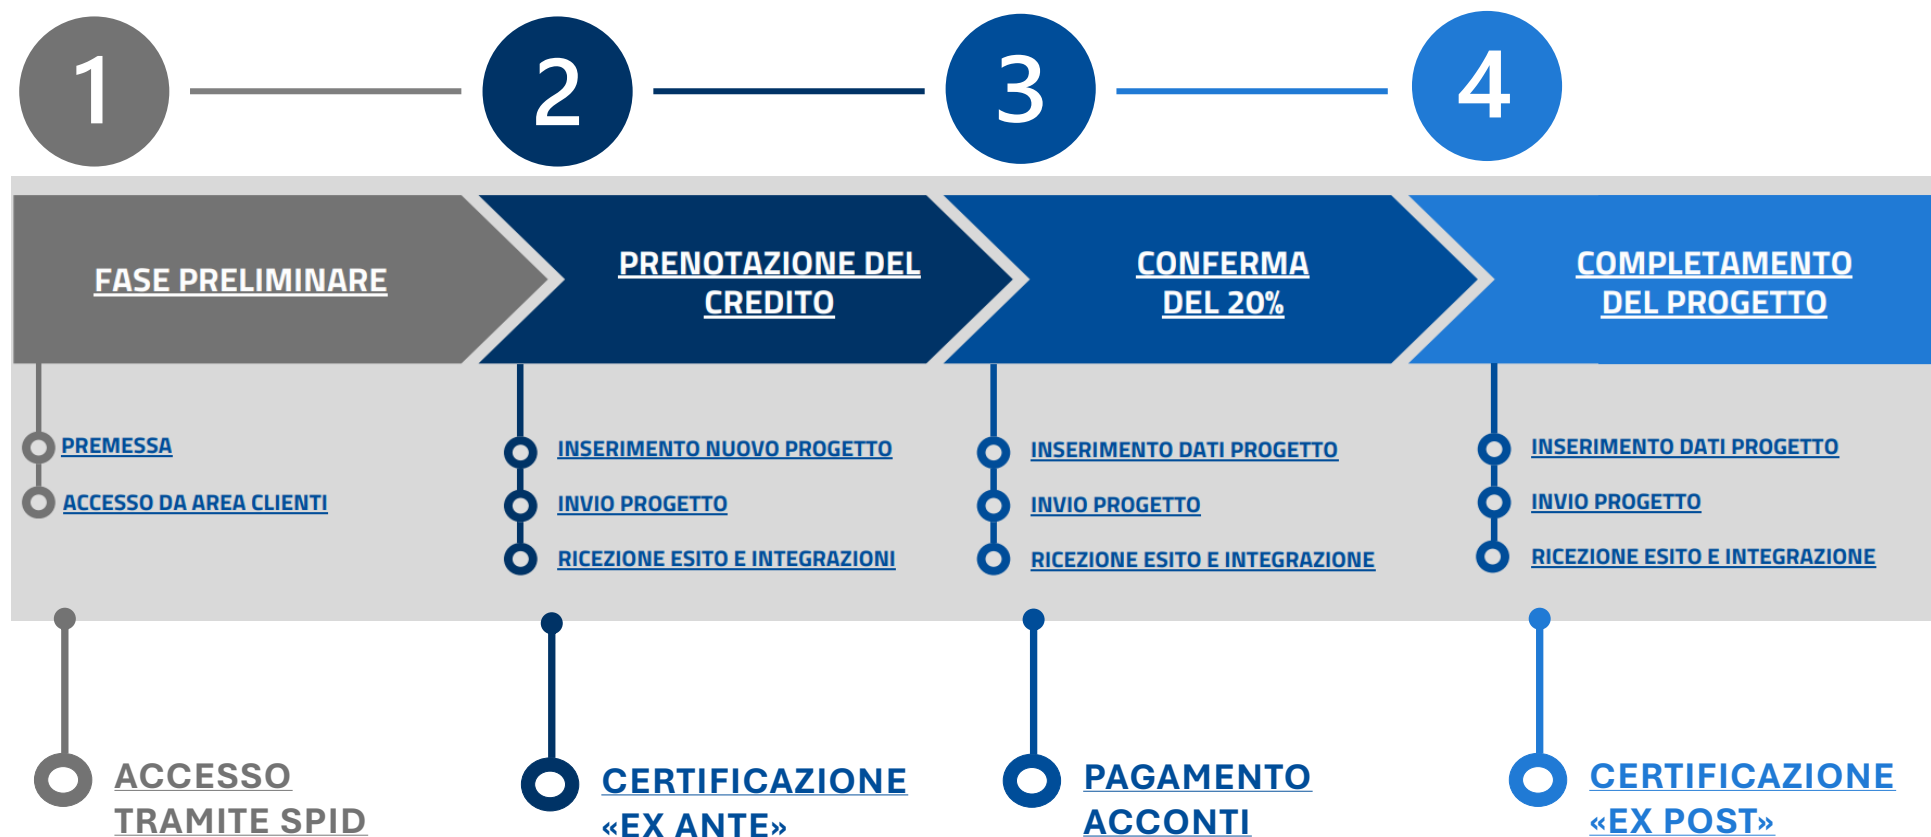 1
2
3
4
FASE PRELIMINARE
PRENOTAZIONE DEL
CREDITO
CONFERMA
DEL 20%
COMPLETAMENTO
DEL PROGETTO
PREMESSA
ACCESSO DA AREA CLIENTI
INSERIMENTO NUOVO PROGETTO
INVIO PROGETTO
RICEZIONE ESITO E INTEGRAZIONI
INSERIMENTO DATI PROGETTO
INVIO PROGETTO
RICEZIONE ESITO E INTEGRAZIONE
INSERIMENTO DATI PROGETTO
INVIO PROGETTO
RICEZIONE ESITO E INTEGRAZIONE
ACCESSO
TRAMITE SPID
CERTIFICAZIONE
«EX ANTE»
PAGAMENTO
ACCONTI
CERTIFICAZIONE
«EX POST»